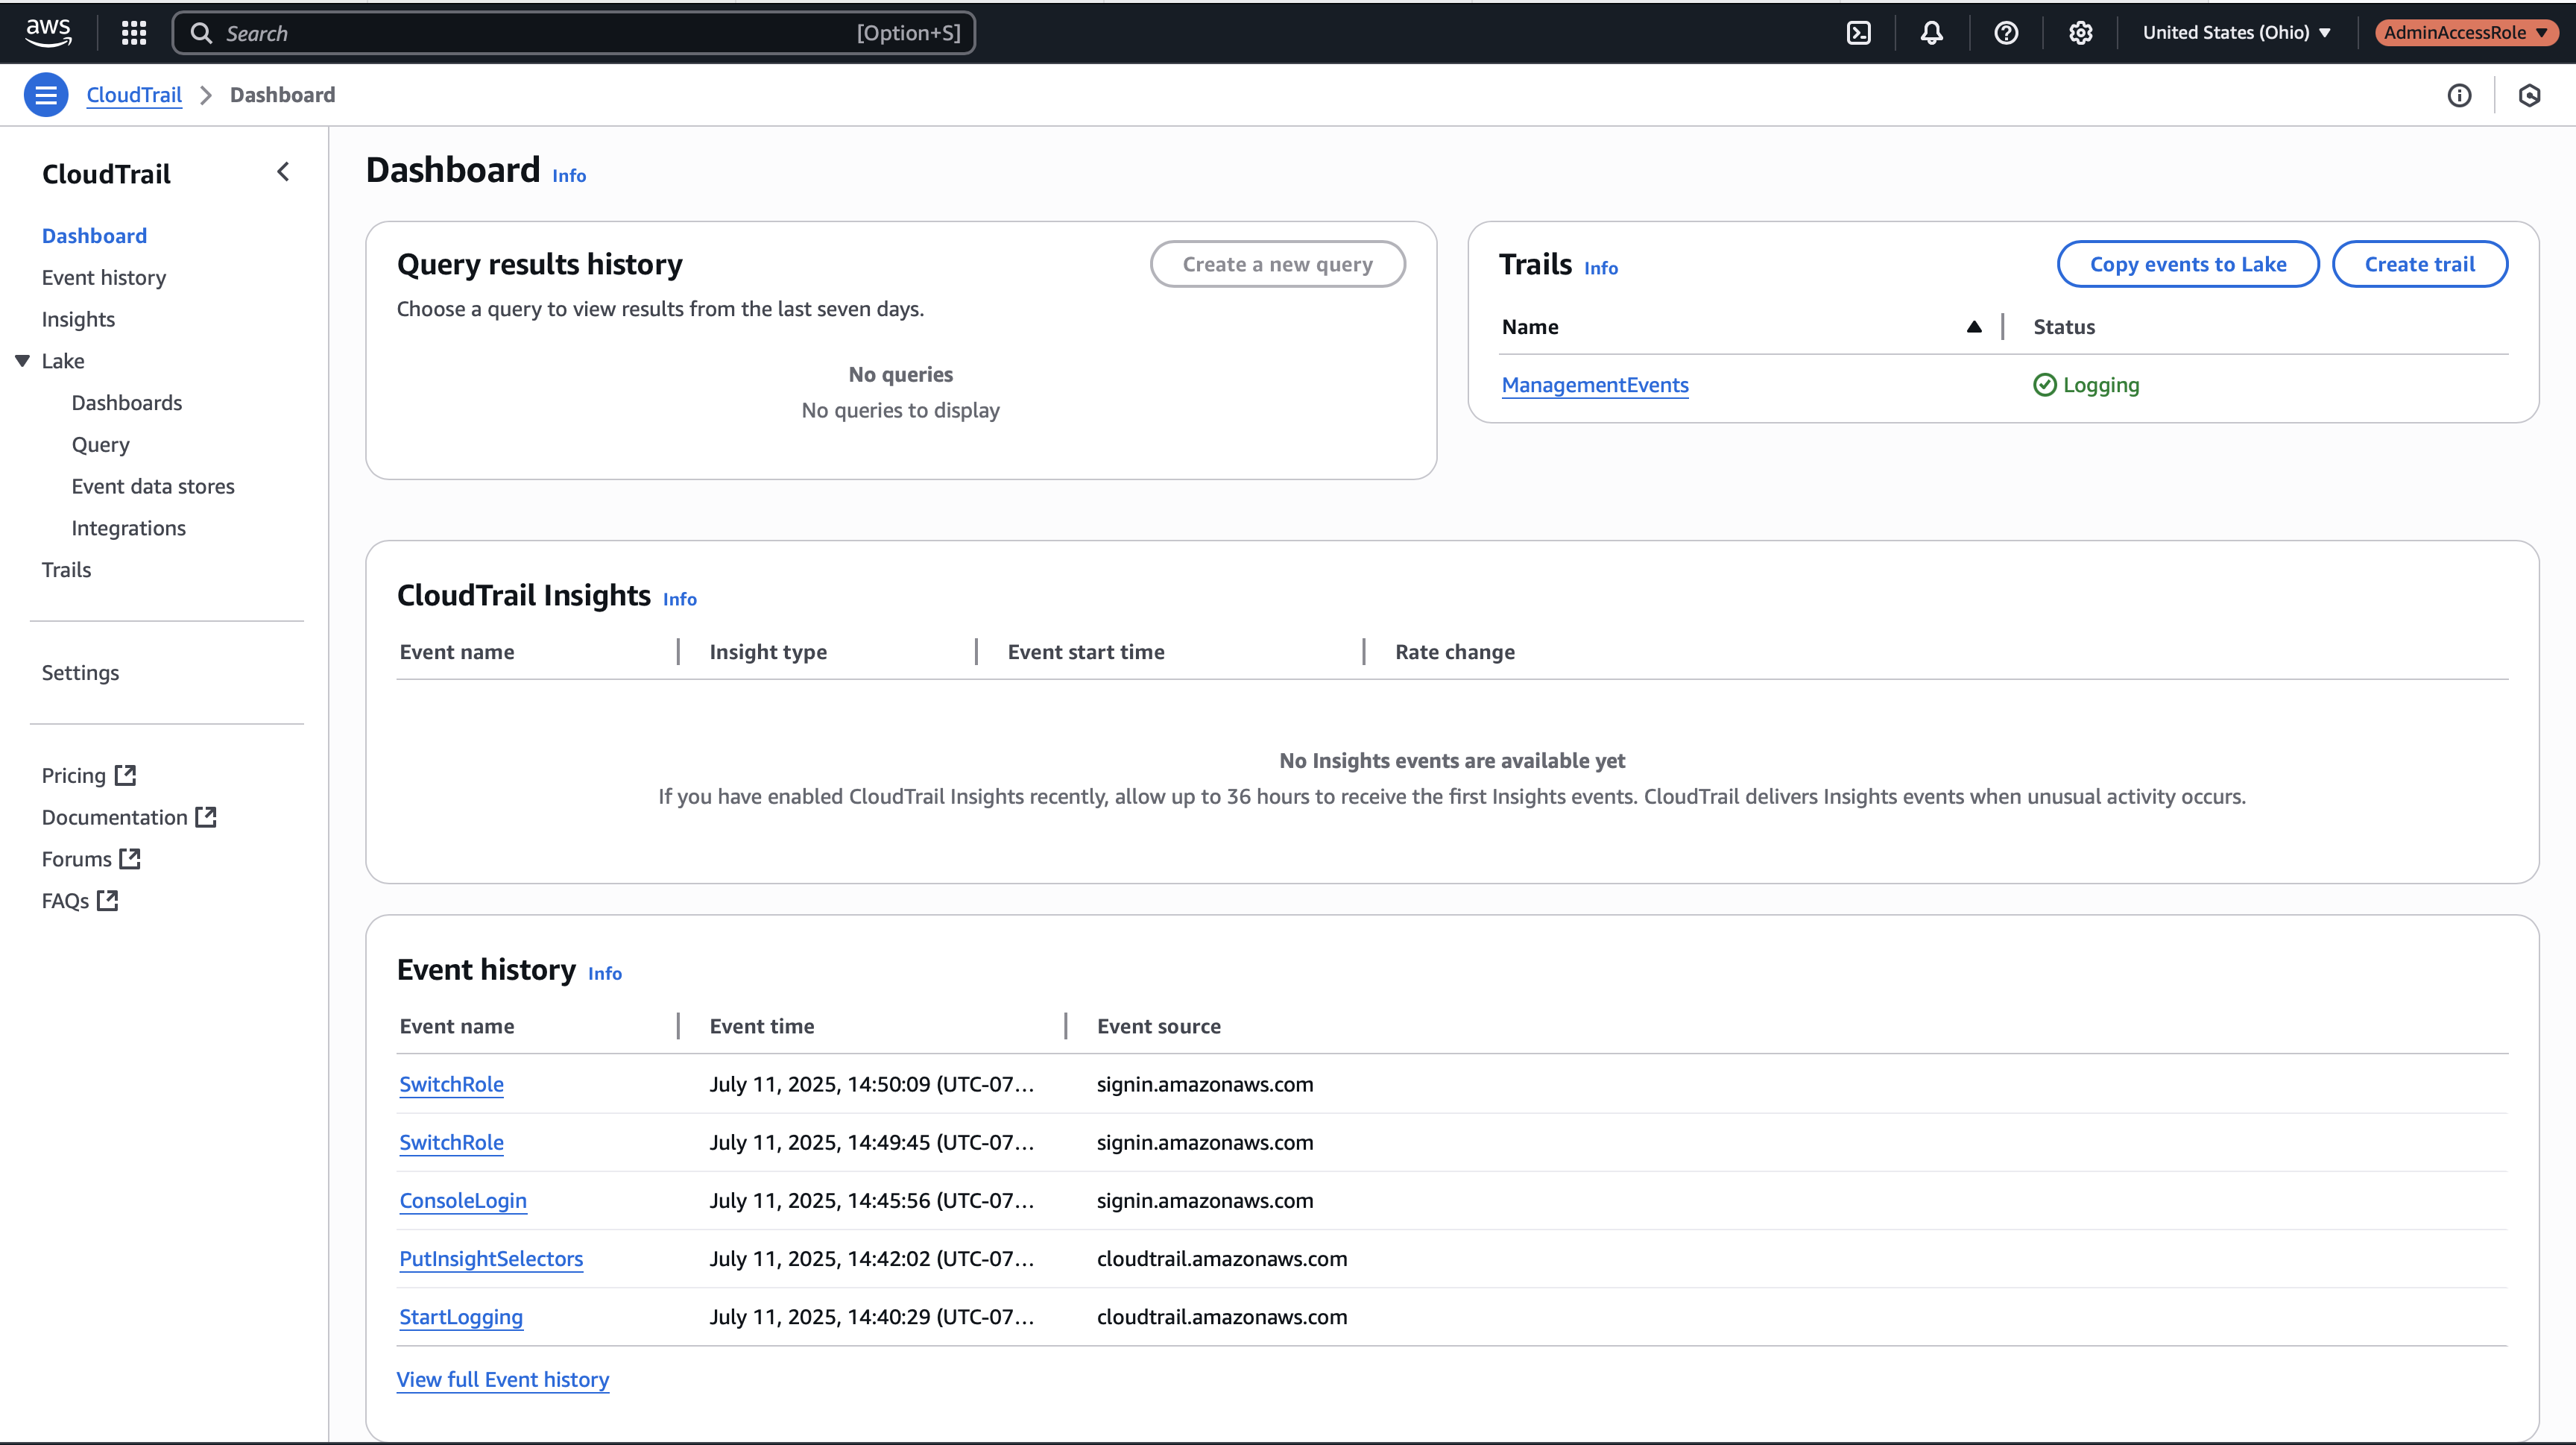 aws
Search [Option+S] United States (Ohio) AdminAccessRole
CloudTrail Dashboard
CloudTrail
Dashboard
Event history
Insights
Lake
Dashboards
Query
Event data stores
Integrations
Trails
Settings
Pricing
Documentation
Forums
FAQs
Dashboard Info
Query results history Create a new query
Choose a query to view results from the last seven days.
No queries
No queries to display
Trails Info Copy events to Lake Create trail
Name Status
ManagementEvents Logging
CloudTrail Insights Info
Event name Insight type Event start time Rate change
No Insights events are available yet
If you have enabled CloudTrail Insights recently, allow up to 36 hours to receive the first Insights events. CloudTrail delivers Insights events when unusual activity occurs.
Event history Info
Event name Event time Event source
SwitchRole July 11, 2025, 14:50:09 (UTC-07… signin.amazonaws.com
SwitchRole July 11, 2025, 14:49:45 (UTC-07… signin.amazonaws.com
ConsoleLogin July 11, 2025, 14:45:56 (UTC-07… signin.amazonaws.com
PutInsightSelectors July 11, 2025, 14:42:02 (UTC-07… cloudtrail.amazonaws.com
StartLogging July 11, 2025, 14:40:29 (UTC-07… cloudtrail.amazonaws.com
View full Event history